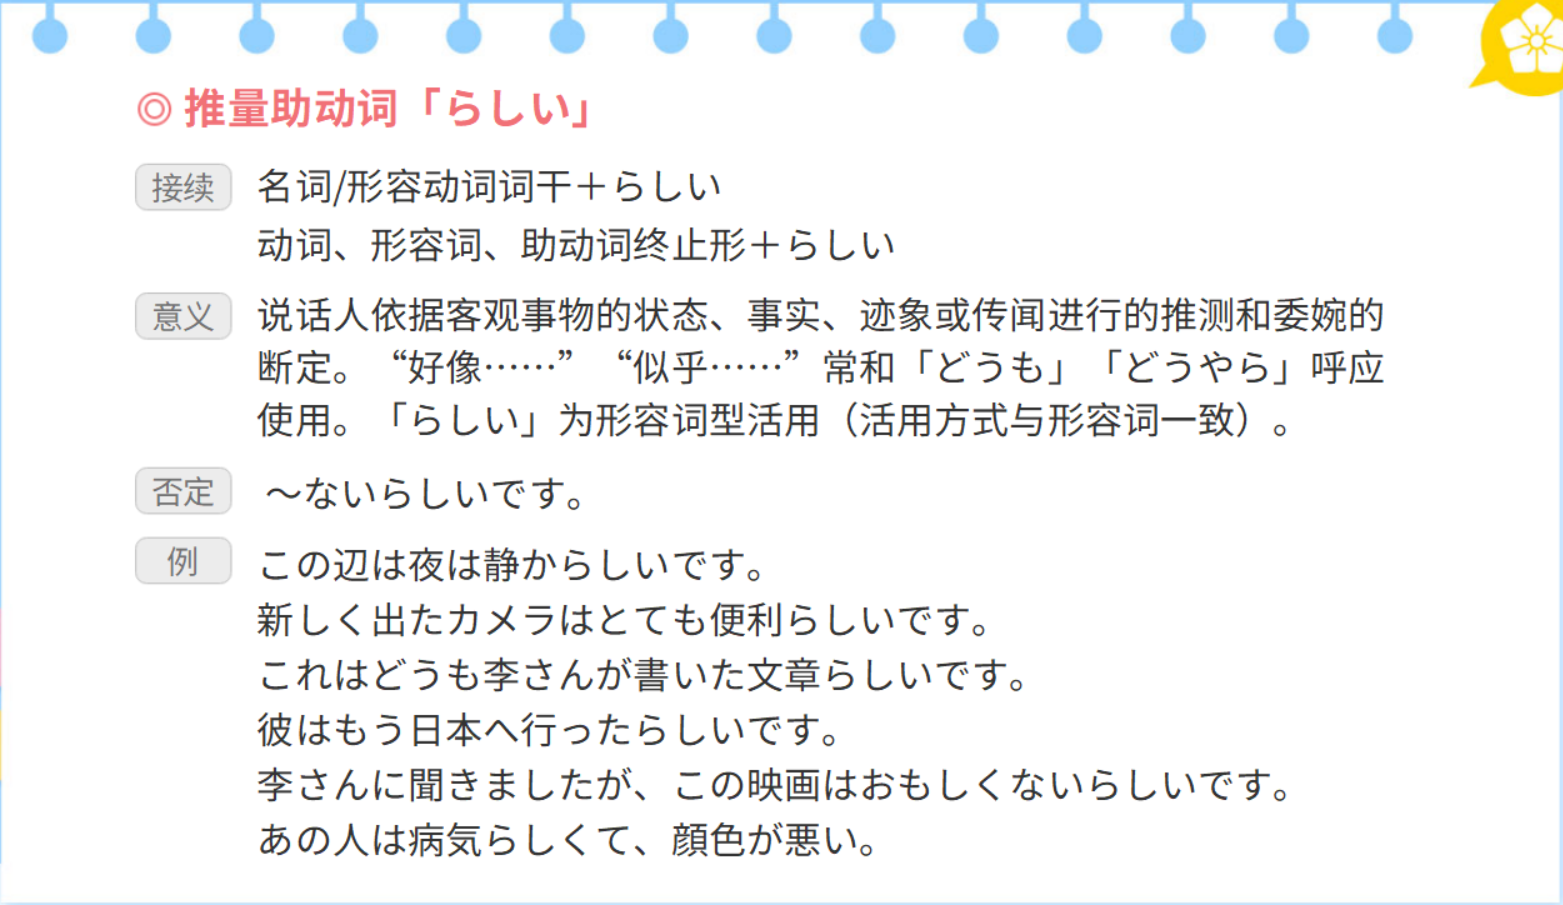 ◎ 推量助动词「らしい」
接续 名词/形容动词词干＋らしい
动词、形容词、助动词终止形＋らしい
意义 说话人依据客观事物的状态、事实、迹象或传闻进行的推测和委婉的
断定。“好像……”“似乎……”常和「どうも」「どうやら」呼应
使用。「らしい」为形容词型活用（活用方式与形容词一致）。
否定 ～ないらしいです。
例 この辺は夜は静からしいです。
新しく出たカメラはとても便利らしいです。
これはどうも李さんが書いた文章らしいです。
彼はもう日本へ行ったらしいです。
李さんに聞きましたが、この映画はおもしくないらしいです。
あの人は病気らしくて、顔色が悪い。